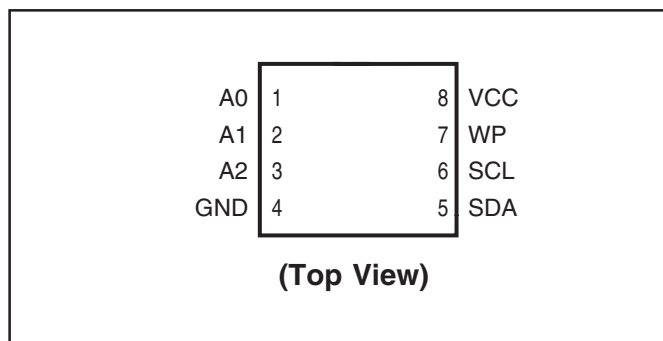 A0 1 8 VCC
A1 2 7 WP
A2 3 6 SCL
GND 4 5 SDA
(Top View)